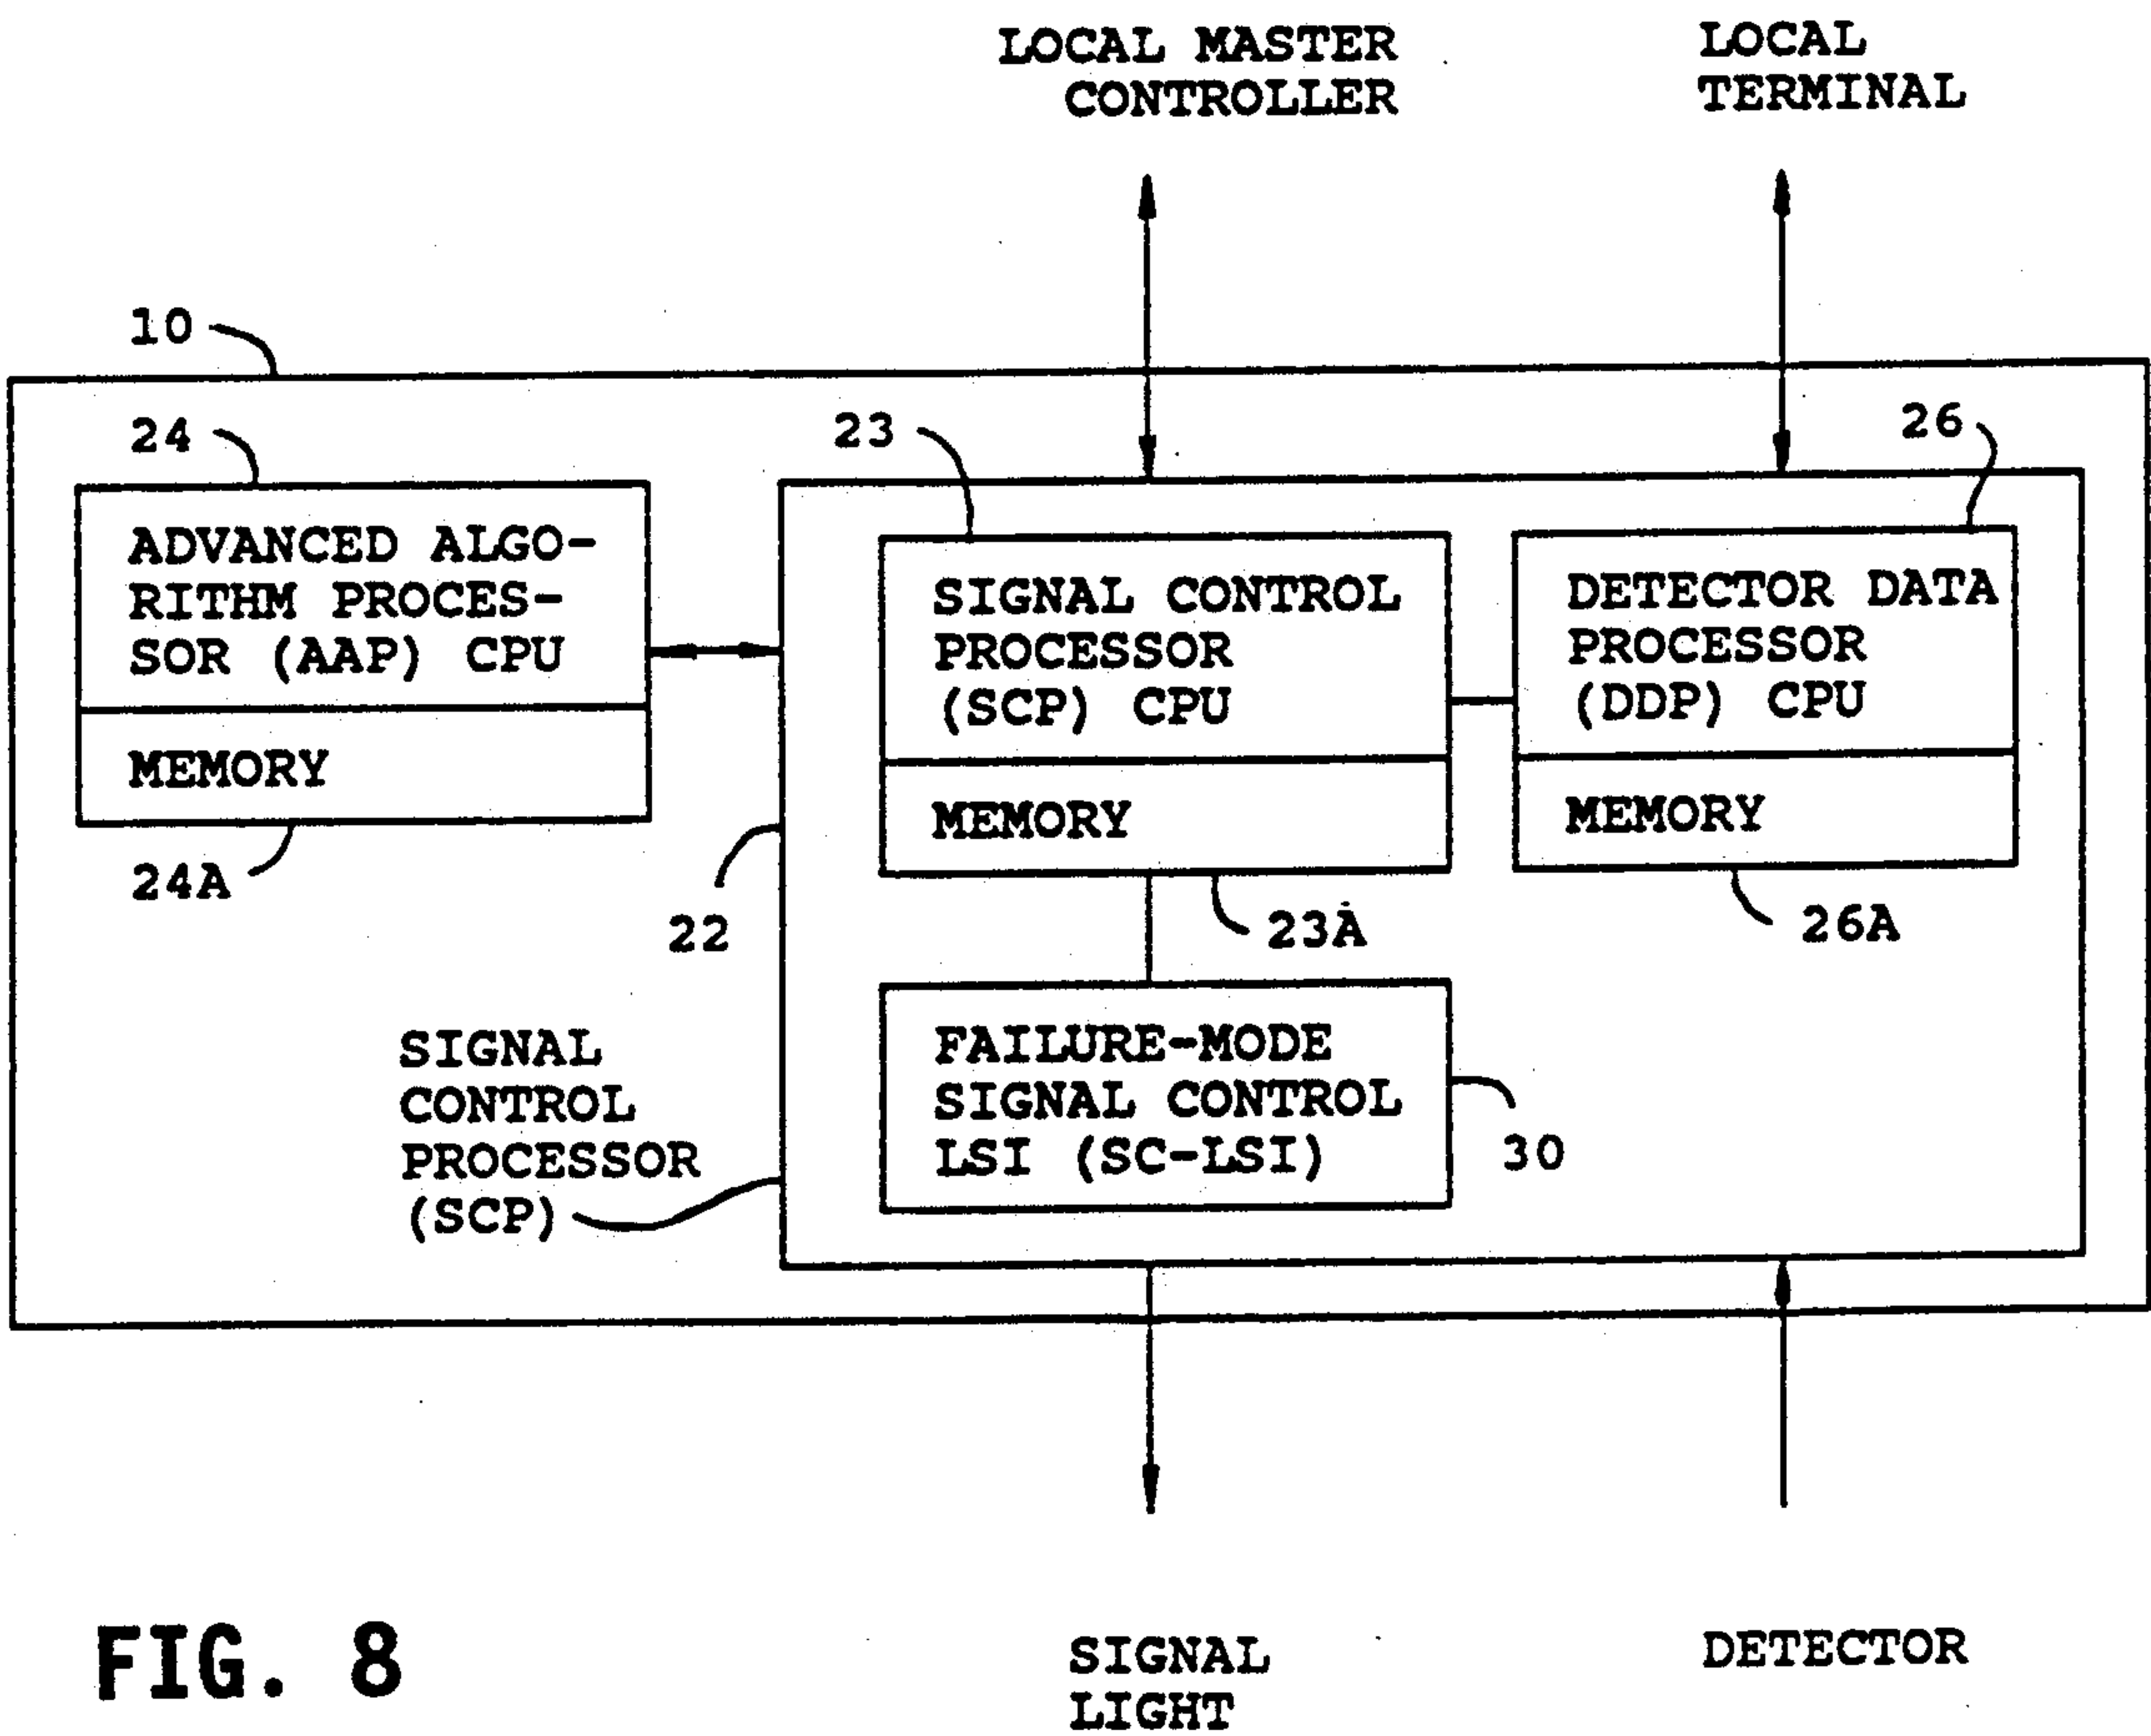 LOCAL MASTER
CONTROLLER
LOCAL
TERMINAL
10
24
23
26
ADVANCED ALGO-
RITHM PROCES-
SOR (AAP) CPU
MEMORY
24A
SIGNAL CONTROL
PROCESSOR
(SCP) CPU
MEMORY
23A
DETECTOR DATA
PROCESSOR
(DDP) CPU
MEMORY
26A
22
SIGNAL
CONTROL
PROCESSOR
(SCP)
FAILURE-MODE
SIGNAL CONTROL
LSI (SC-LSI)
30
SIGNAL
LIGHT
DETECTOR
FIG. 8